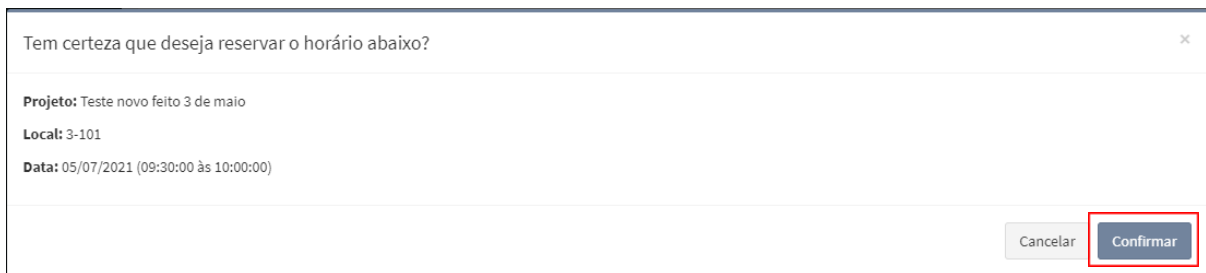 Tem certeza que deseja reservar o horário abaixo?
×
Projeto: Teste novo feito 3 de maio
Local: 3-101
Data: 05/07/2021 (09:30:00 às 10:00:00)
Cancelar Confirmar